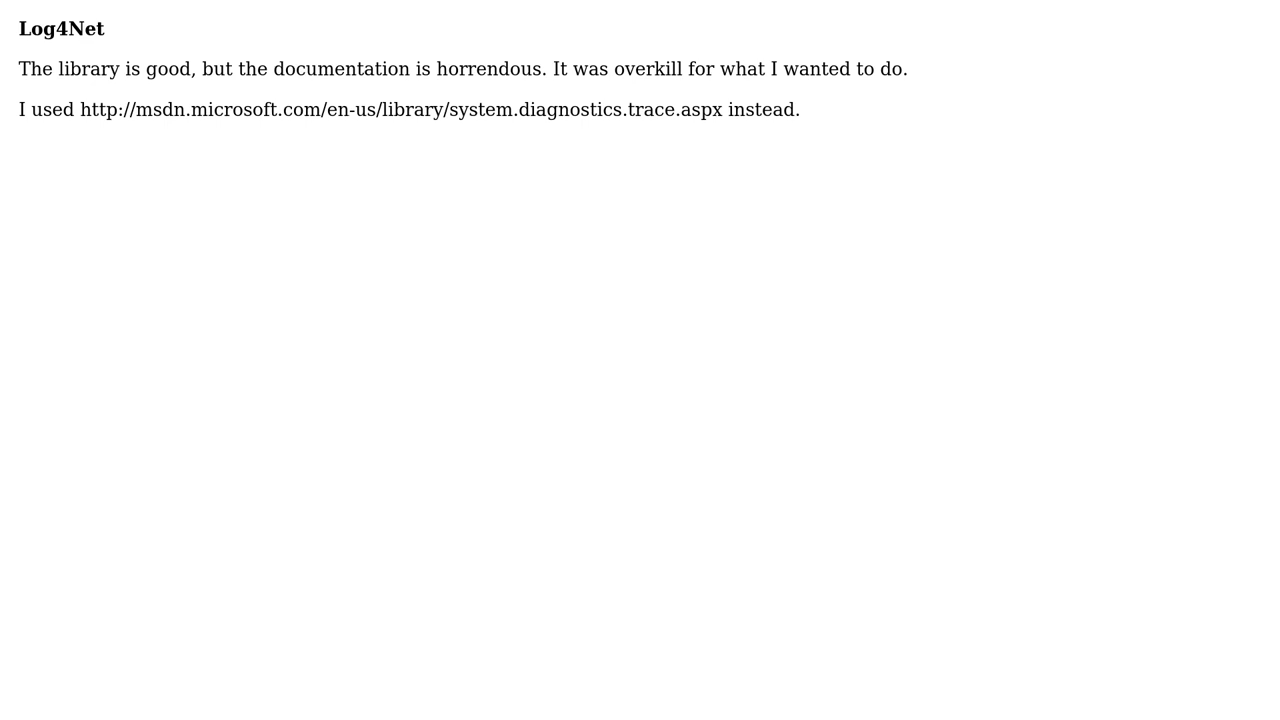 Log4Net
The library is good, but the documentation is horrendous. It was overkill for what I wanted to do.
I used http://msdn.microsoft.com/en-us/library/system.diagnostics.trace.aspx instead.